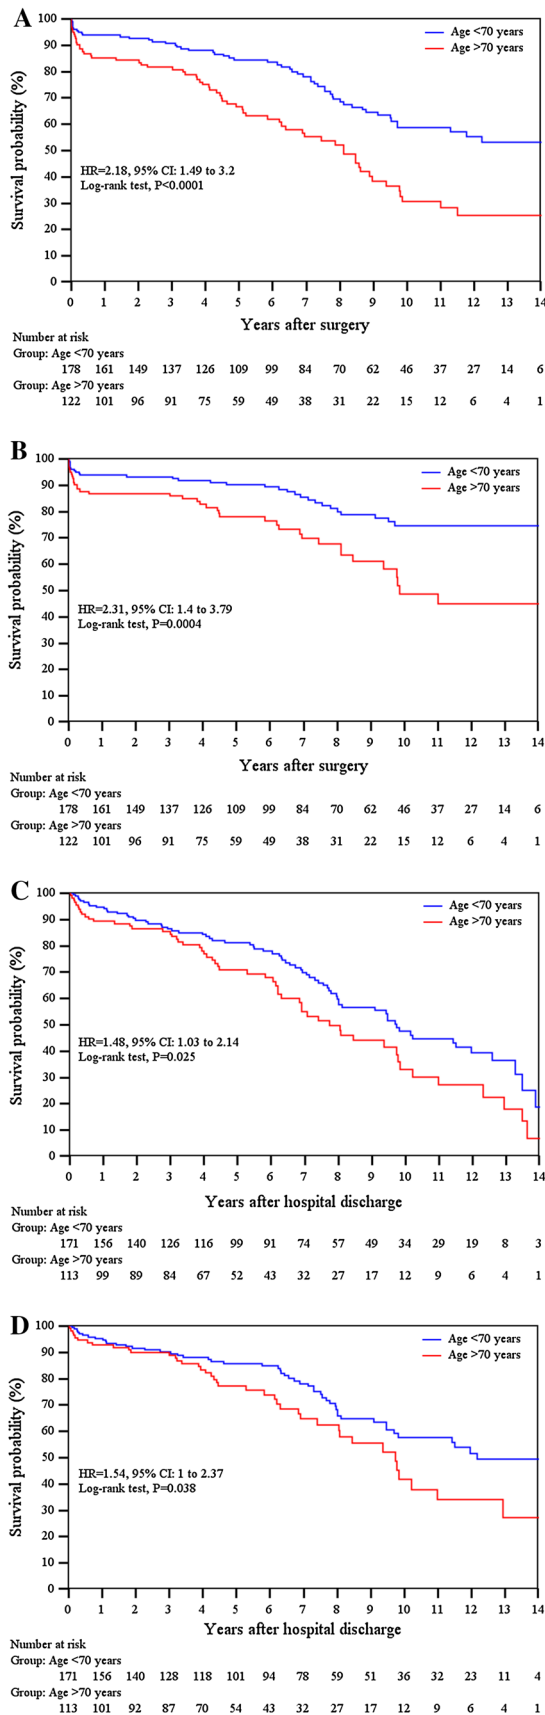 A
100
90
80
70
60
50
40
30
20
10
0
Survival probability (%)
Age <70 years
Age >70 years
HR=2.18, 95% CI: 1.49 to 3.2
Log-rank test, P<0.0001
0 1 2 3 4 5 6 7 8 9 10 11 12 13 14
Years after surgery
Number at risk
Group: Age <70 years
178 161 149 137 126 109 99 84 70 62 46 37 27 14 6
Group: Age >70 years
122 101 96 91 75 59 49 38 31 22 15 12 6 4 1
B
100
90
80
70
60
50
40
30
20
10
0
Survival probability (%)
Age <70 years
Age >70 years
HR=2.31, 95% CI: 1.4 to 3.79
Log-rank test, P=0.0004
0 1 2 3 4 5 6 7 8 9 10 11 12 13 14
Years after surgery
Number at risk
Group: Age <70 years
178 161 149 137 126 109 99 84 70 62 46 37 27 14 6
Group: Age >70 years
122 101 96 91 75 59 49 38 31 22 15 12 6 4 1
C
100
90
80
70
60
50
40
30
20
10
0
Survival probability (%)
Age <70 years
Age >70 years
HR=1.48, 95% CI: 1.03 to 2.14
Log-rank test, P=0.025
0 1 2 3 4 5 6 7 8 9 10 11 12 13 14
Years after hospital discharge
Number at risk
Group: Age <70 years
171 156 140 126 116 99 91 74 57 49 34 29 19 8 3
Group: Age >70 years
113 99 89 84 67 52 43 32 27 17 12 9 6 4 1
D
100
90
80
70
60
50
40
30
20
10
0
Survival probability (%)
Age <70 years
Age >70 years
HR=1.54, 95% CI: 1 to 2.37
Log-rank test, P=0.038
0 1 2 3 4 5 6 7 8 9 10 11 12 13 14
Years after hospital discharge
Number at risk
Group: Age <70 years
171 156 140 128 118 101 94 78 59 51 36 32 23 11 4
Group: Age >70 years
113 101 92 87 70 54 43 32 27 17 12 9 6 4 1